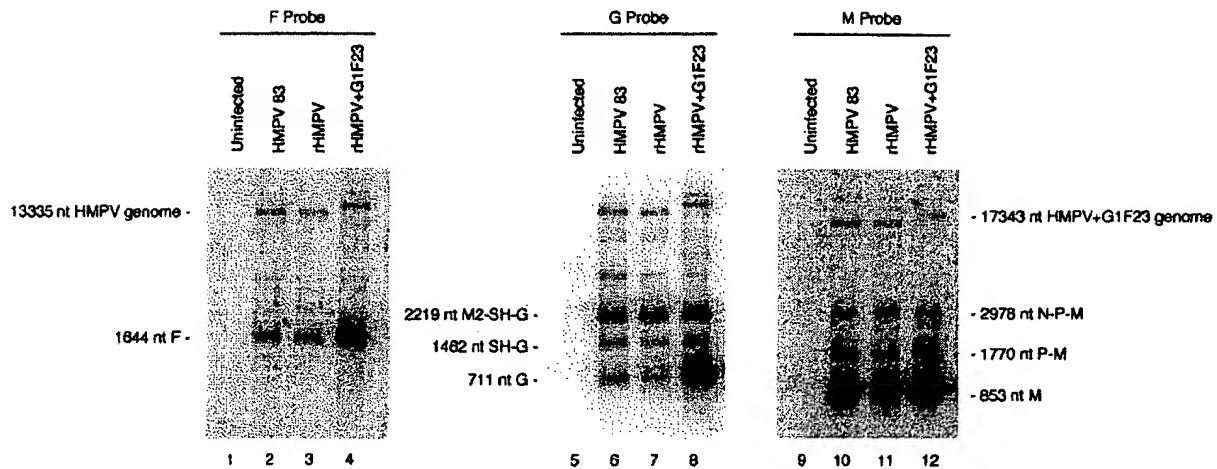 F Probe
G Probe
M Probe
Uninfected
HMPV 83
rHMPV
rHMPV+G1F23
Uninfected
HMPV 83
rHMPV
rHMPV+G1F23
Uninfected
HMPV 83
rHMPV
rHMPV+G1F23
13335 nt HMPV genome -
1644 nt F -
2219 nt M2-SH-G -
1462 nt SH-G -
711 nt G -
- 17343 nt HMPV+G1F23 genome
- 2978 nt N-P-M
- 1770 nt P-M
- 853 nt M
1 2 3 4 5 6 7 8 9 10 11 12